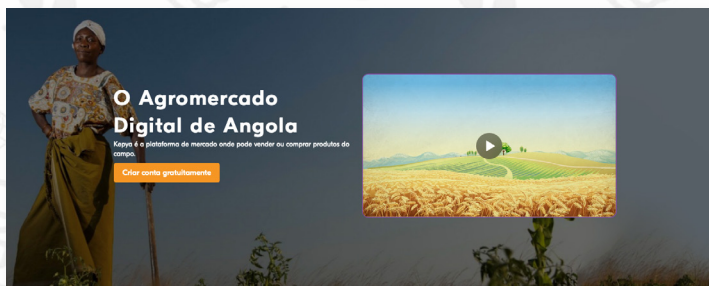 O Agromercado
Digital de Angola
Kepya é a plataforma de mercado onde pode vender ou comprar produtos do
campo.
Criar conta gratuitamente